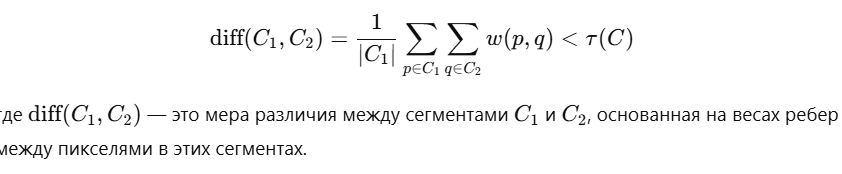 diff(C₁, C₂) = 1/|C₁| ∑p∈C₁ ∑q∈C₂ w(p, q) < τ(C)
где diff(C₁, C₂) — это мера различия между сегментами C₁ и C₂, основанная на весах ребер
между пикселями в этих сегментах.